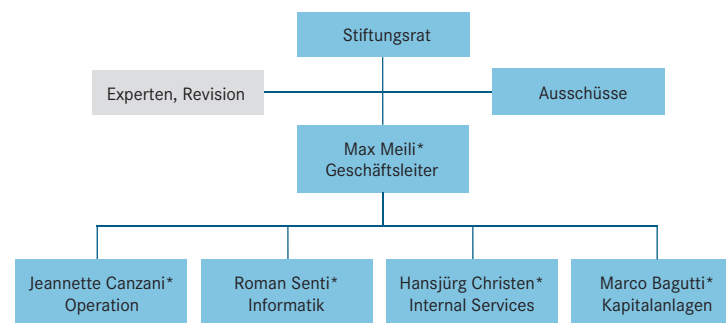 Stiftungsrat
Experten, Revision
Ausschüsse
Max Meili*
Geschäftsleiter
Jeannette Canzani*
Operation
Roman Senti*
Informatik
Hansjürg Christen*
Internal Services
Marco Bagutti*
Kapitalanlagen